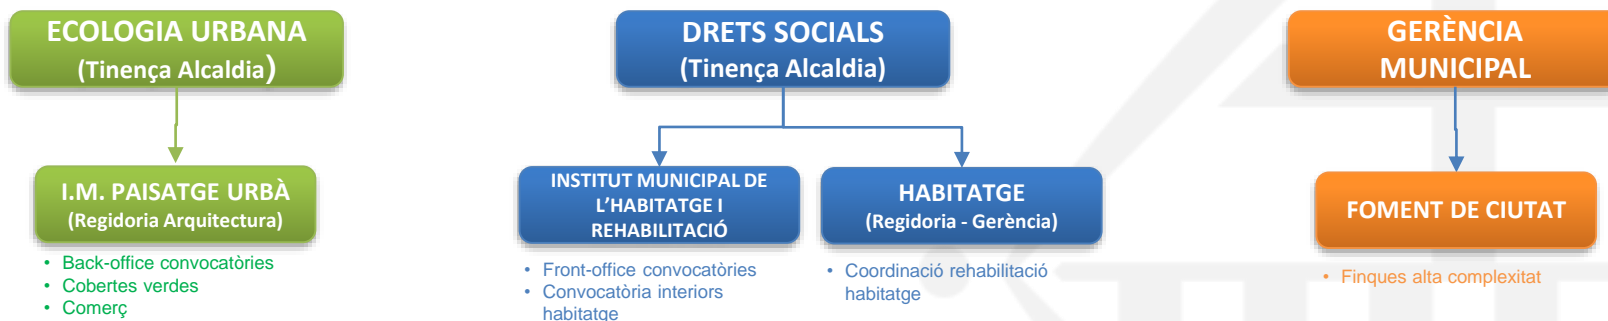 ECOLOGIA URBANA
(Tinença Alcaldia)
DRETS SOCIALS
(Tinença Alcaldia)
GERÈNCIA
MUNICIPAL
I.M. PAISATGE URBÀ
(Regidoria Arquitectura)
INSTITUT MUNICIPAL DE
L'HABITATGE I
REHABILITACIÓ
HABITATGE
(Regidoria - Gerència)
FOMENT DE CIUTAT
• Back-office convocatòries
• Cobertes verdes
• Comerç
• Front-office convocatòries
• Convocatòria interiors
habitatge
• Coordinació rehabilitació
habitatge
• Finques alta complexitat